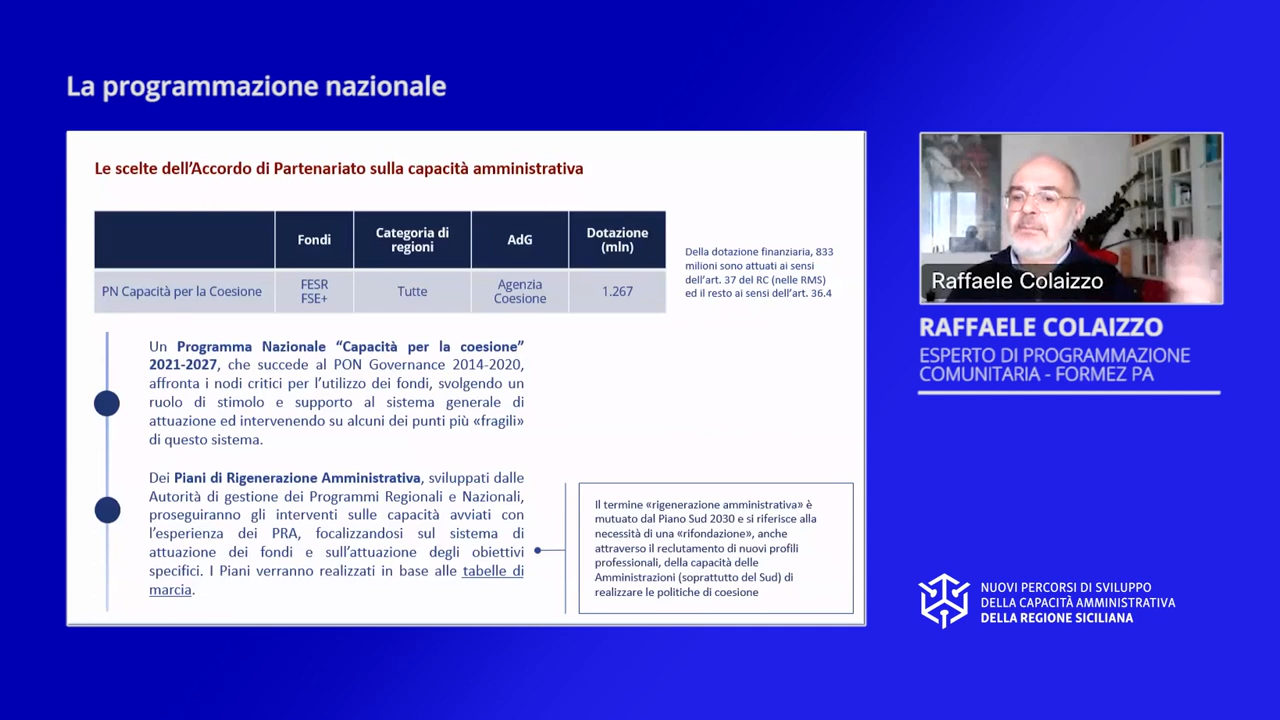 La programmazione nazionale
Le scelte dell'Accordo di Partenariato sulla capacità amministrativa
Fondi
Categoria di
regioni
AdG
Dotazione
(mln)
PN Capacità per la Coesione
FESR
FSE+
Tutte
Agenzia
Coesione
1.267
Della dotazione finanziaria, 833
milioni sono attuati ai sensi
dell'art. 37 del RC (nelle RMS)
ed il resto ai sensi dell'art. 36.4
Un Programma Nazionale “Capacità per la coesione”
2021-2027, che succede al PON Governance 2014-2020,
affronta i nodi critici per l'utilizzo dei fondi, svolgendo un
ruolo di stimolo e supporto al sistema generale di
attuazione ed intervenendo su alcuni dei punti più «fragili»
di questo sistema.
Dei Piani di Rigenerazione Amministrativa, sviluppati dalle
Autorità di gestione dei Programmi Regionali e Nazionali,
proseguiranno gli interventi sulle capacità avviati con
l'esperienza dei PRA, focalizzandosi sul sistema di
attuazione dei fondi e sull'attuazione degli obiettivi
specifici. I Piani verranno realizzati in base alle tabelle di
marcia.
Il termine «rigenerazione amministrativa» è
mutuato dal Piano Sud 2030 e si riferisce alla
necessità di una «rifondazione», anche
attraverso il reclutamento di nuovi profili
professionali, della capacità delle
Amministrazioni (soprattutto del Sud) di
realizzare le politiche di coesione
Raffaele Colaizzo
RAFFAELE COLAIZZO
ESPERTO DI PROGRAMMAZIONE
COMUNITARIA - FORMEZ PA
NUOVI PERCORSI DI SVILUPPO
DELLA CAPACITÀ AMMINISTRATIVA
DELLA REGIONE SICILIANA